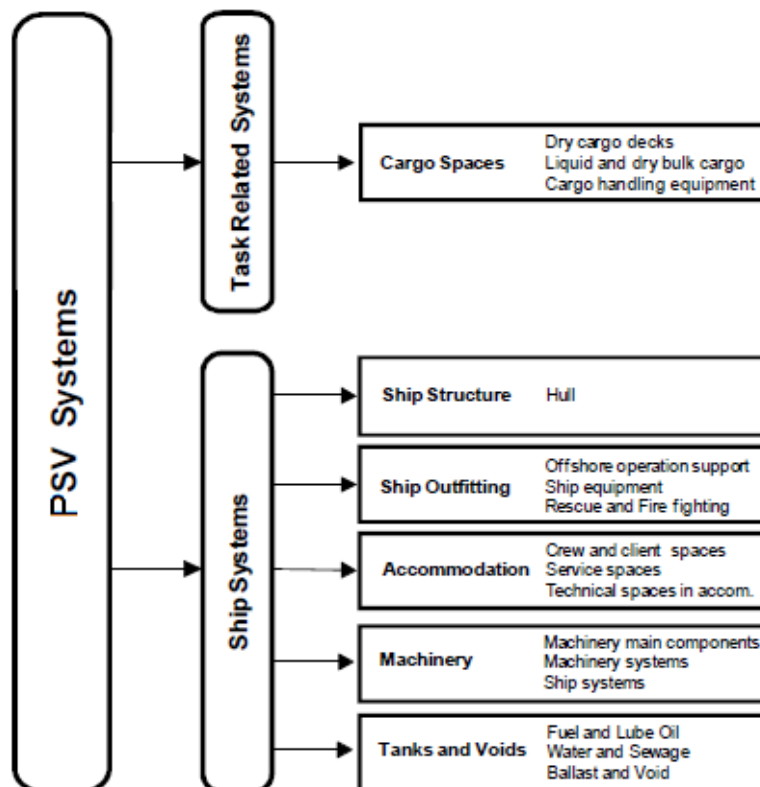 PSV Systems
Task Related Systems
Cargo Spaces
Dry cargo decks
Liquid and dry bulk cargo
Cargo handling equipment
Ship Systems
Ship Structure
Hull
Ship Outfitting
Offshore operation support
Ship equipment
Rescue and Fire fighting
Accommodation
Crew and client spaces
Service spaces
Technical spaces in accom.
Machinery
Machinery main components
Machinery systems
Ship systems
Tanks and Voids
Fuel and Lube Oil
Water and Sewage
Ballast and Void